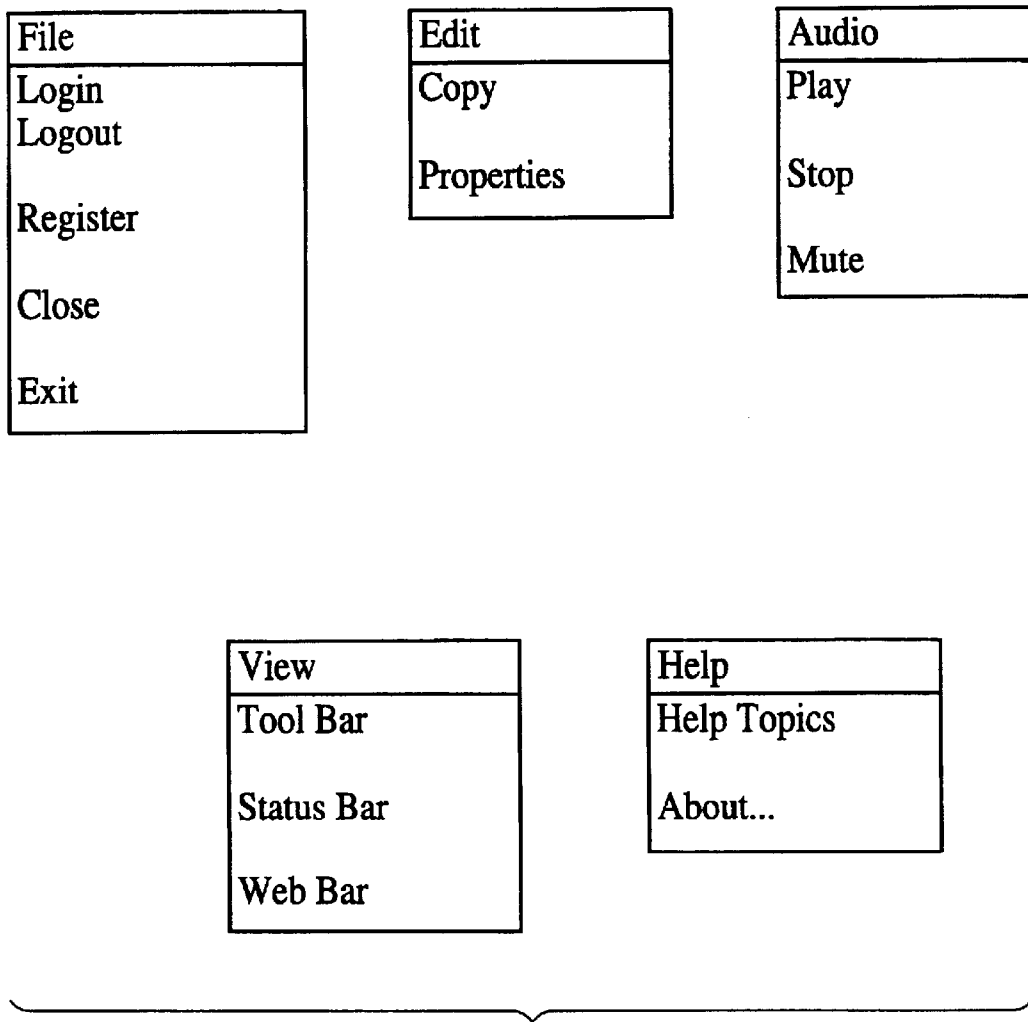 File
Login
Logout
Register
Close
Exit
Edit
Copy
Properties
Audio
Play
Stop
Mute
View
Tool Bar
Status Bar
Web Bar
Help
Help Topics
About...